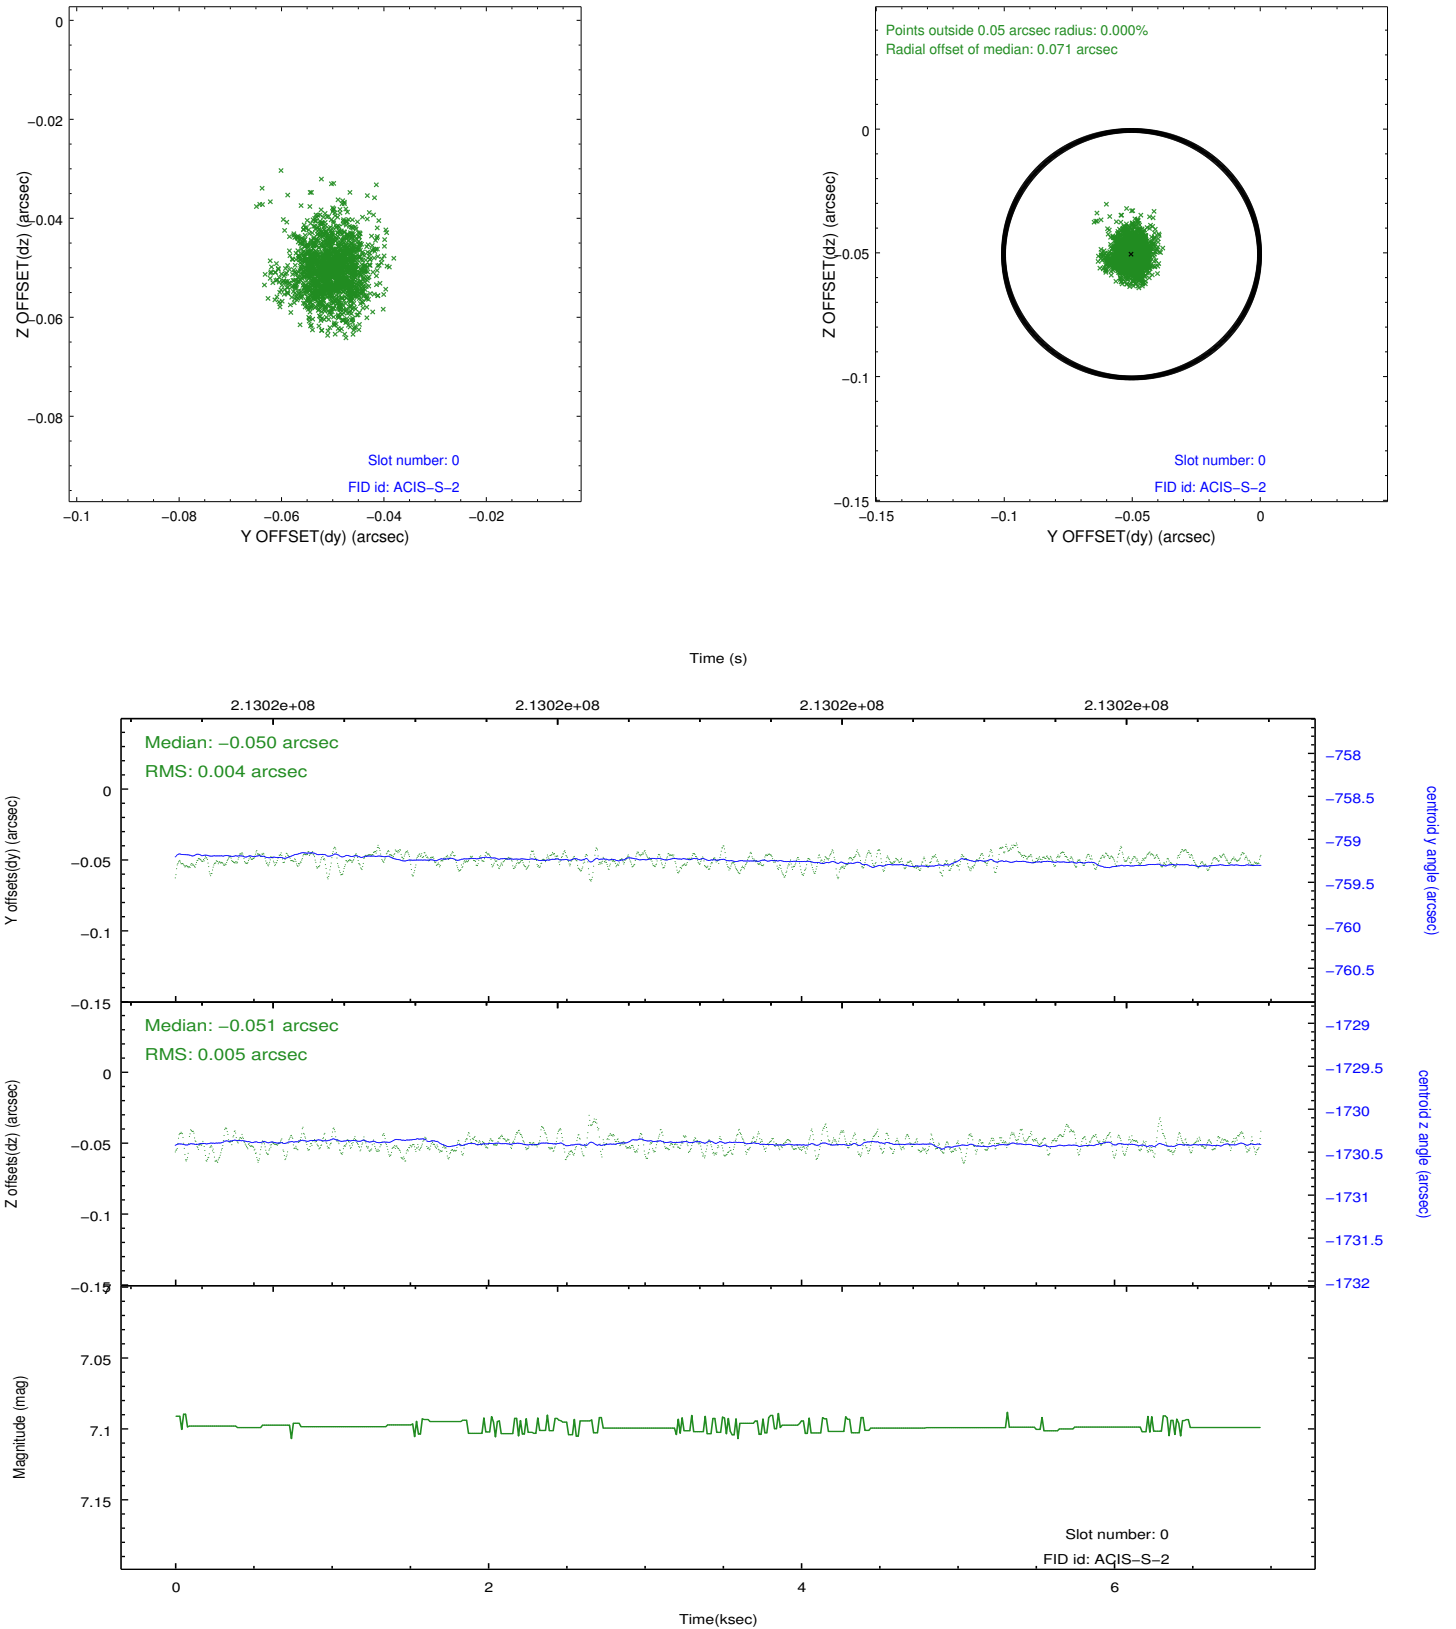 0
−0.02
−0.04
−0.06
−0.08
Z OFFSET(dz) (arcsec)
Slot number: 0
FID id: ACIS−S−2
−0.1 −0.08 −0.06 −0.04 −0.02
Y OFFSET(dy) (arcsec)
Points outside 0.05 arcsec radius: 0.000%
Radial offset of median: 0.071 arcsec
0
−0.05
−0.1
−0.15
Z OFFSET(dz) (arcsec)
Slot number: 0
FID id: ACIS−S−2
−0.15 −0.1 −0.05 0
Y OFFSET(dy) (arcsec)
Time (s)
2.1302e+08 2.1302e+08 2.1302e+08 2.1302e+08
Median: −0.050 arcsec
RMS: 0.004 arcsec
0
−0.05
−0.1
−0.15
Y offsets(dy) (arcsec)
−758
−758.5
−759
−759.5
−760
−760.5
centroid y angle (arcsec)
Median: −0.051 arcsec
RMS: 0.005 arcsec
0
−0.05
−0.1
−0.15
Z offsets(dz) (arcsec)
−1729
−1729.5
−1730
−1730.5
−1731
−1731.5
−1732
centroid z angle (arcsec)
7
7.05
7.1
7.15
Magnitude (mag)
Slot number: 0
FID id: ACIS−S−2
0 2 4 6
Time(ksec)